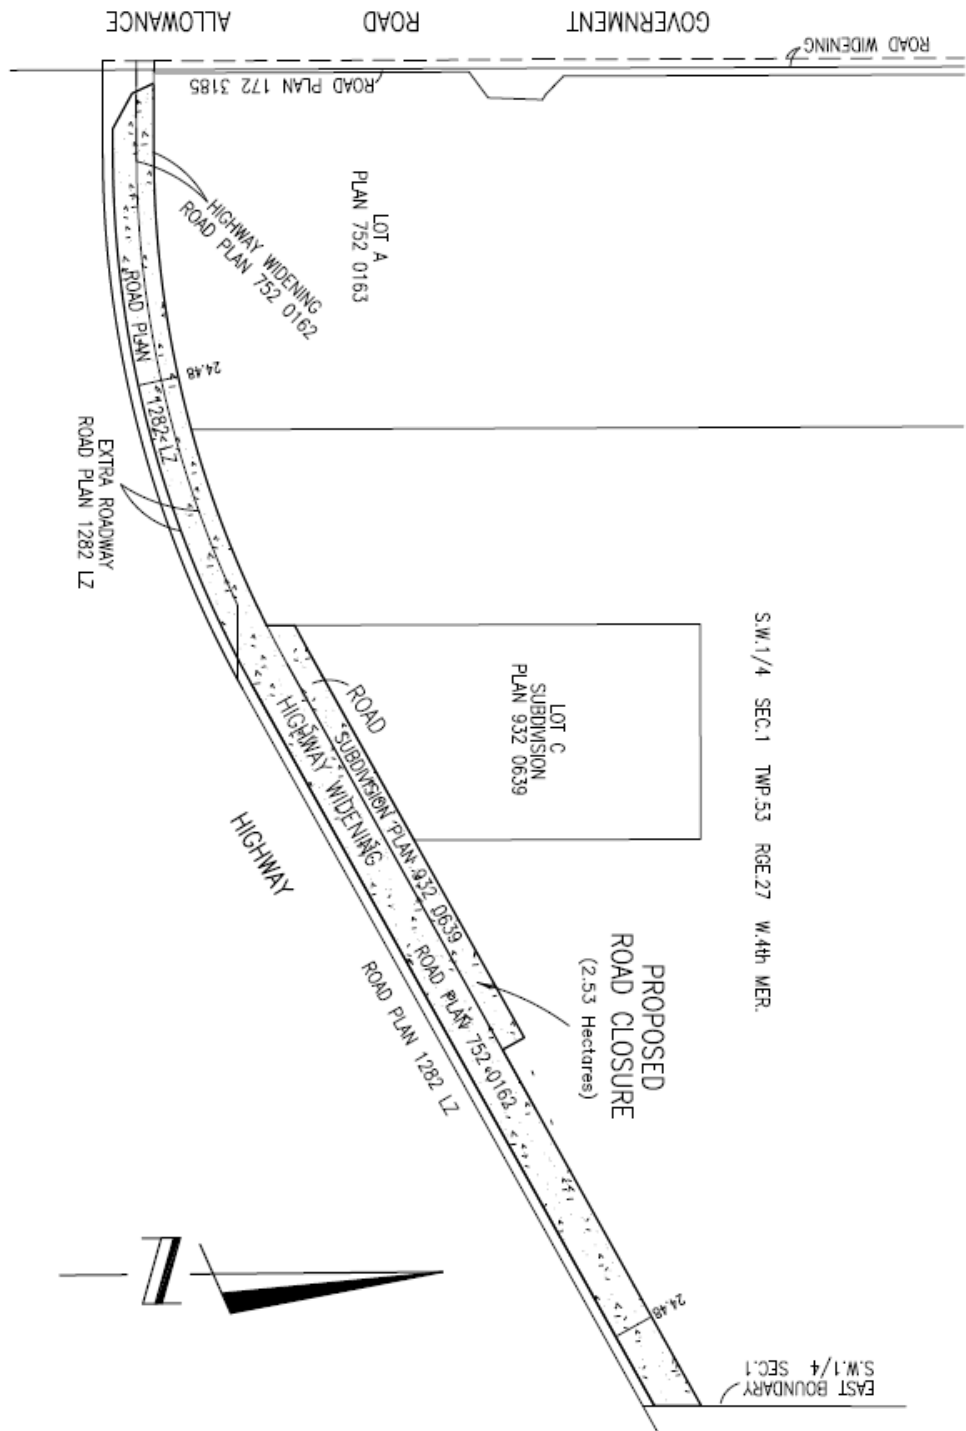 GOVERNMENT ROAD ALLOWANCE
ROAD WIDENING
ROAD PLAN 172 3185
LOT A
PLAN 752 0163
HIGHWAY WIDENING
ROAD PLAN 752 0162
ROAD PLAN
1282 LZ
24.48
EXTRA ROADWAY
ROAD PLAN 1282 LZ
S.W.1/4 SEC.1 TWP.53 RGE.27 W.4th MER.
LOT C
SUBDIVISION
PLAN 932 0639
ROAD
SUBDIVISION PLAN 932 0639
HIGHWAY WIDENING
ROAD PLAN 752 0162
HIGHWAY
ROAD PLAN 1282 LZ
PROPOSED
ROAD CLOSURE
(2.53 Hectares)
24.48
EAST BOUNDARY
S.W.1/4 SEC.1
N